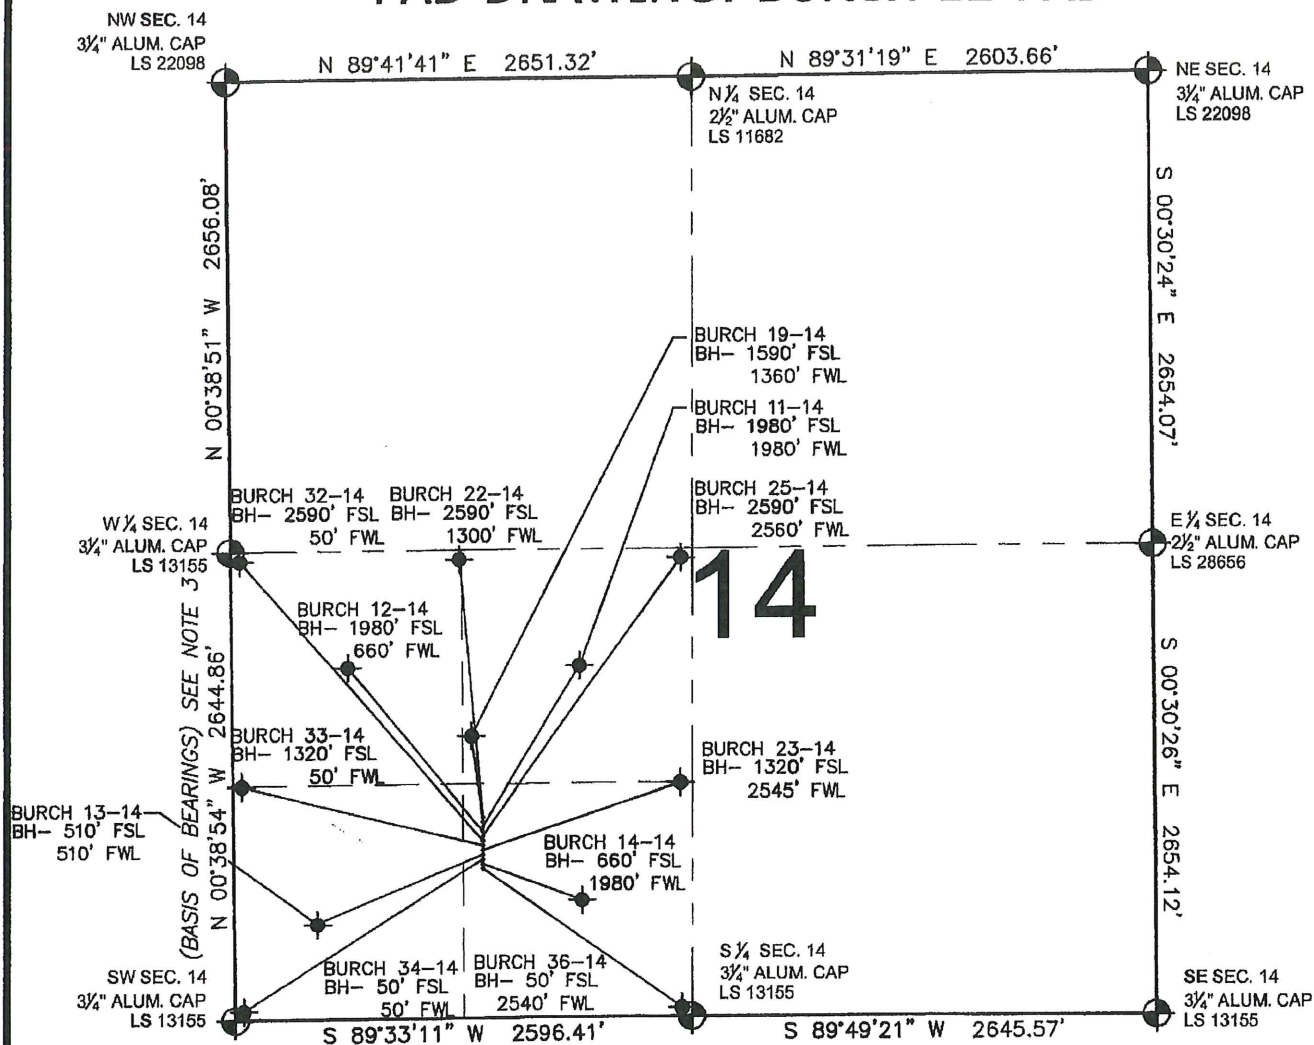 NW SEC. 14
3¼" ALUM. CAP
LS 22098
N 89°41'41" E 2651.32'
N 89°31'19" E 2603.66'
NE SEC. 14
3¼" ALUM. CAP
LS 22098
N¼ SEC. 14
2½" ALUM. CAP
LS 11682
N 00°38'51" W 2656.08'
S 00°30'24" E 2654.07'
BURCH 19-14
BH- 1590' FSL
1360' FWL
BURCH 11-14
BH- 1980' FSL
1980' FWL
BURCH 25-14
BH- 2590' FSL
2560' FWL
BURCH 32-14
BH- 2590' FSL
50' FWL
BURCH 22-14
BH- 2590' FSL
1300' FWL
W¼ SEC. 14
3¼" ALUM. CAP
LS 13155
E¼ SEC. 14
2½" ALUM. CAP
LS 28656
14
BURCH 12-14
BH- 1980' FSL
660' FWL
(BASIS OF BEARINGS) SEE NOTE 3
N 00°38'54" W 2644.86'
S 00°30'26" E 2654.12'
BURCH 33-14
BH- 1320' FSL
50' FWL
BURCH 23-14
BH- 1320' FSL
2545' FWL
BURCH 13-14
BH- 510' FSL
510' FWL
BURCH 14-14
BH- 660' FSL
1980' FWL
BURCH 34-14
BH- 50' FSL
50' FWL
BURCH 36-14
BH- 50' FSL
2540' FWL
S¼ SEC. 14
3¼" ALUM. CAP
LS 13155
SW SEC. 14
3¼" ALUM. CAP
LS 13155
SE SEC. 14
3¼" ALUM. CAP
LS 13155
S 89°33'11" W 2596.41'
S 89°49'21" W 2645.57'